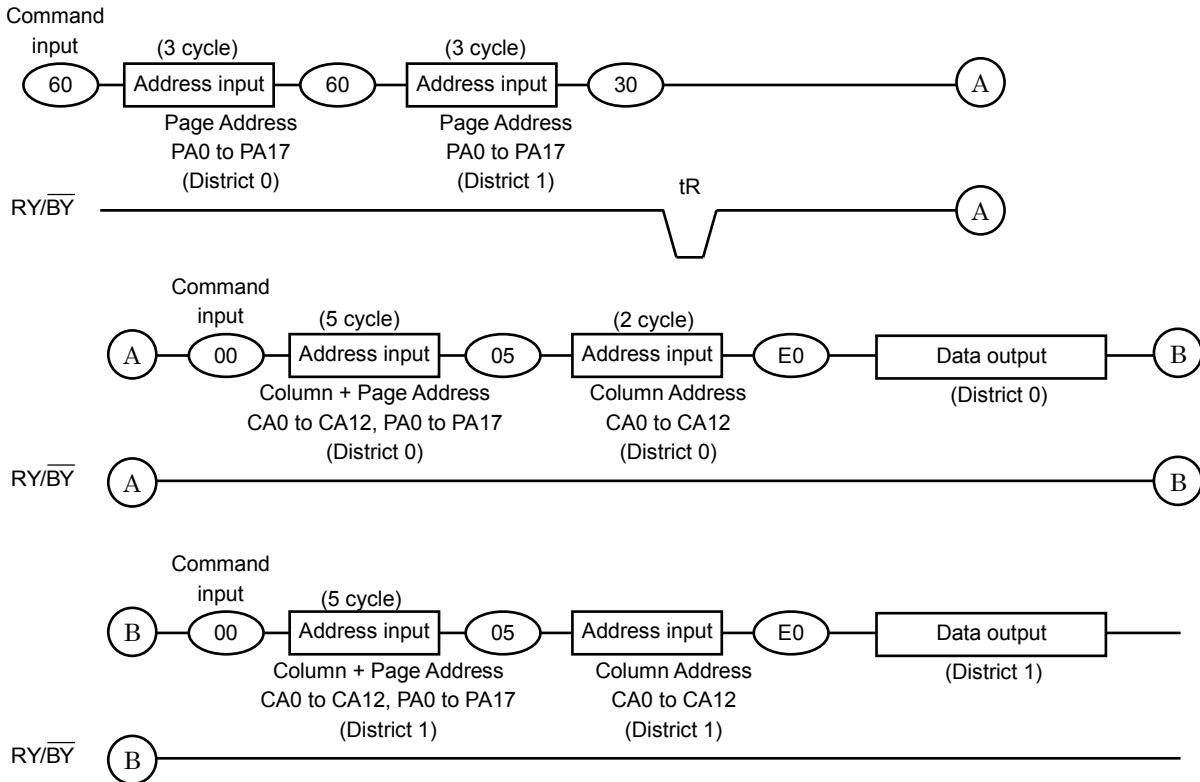 Command
input
(3 cycle) (3 cycle)
60 Address input 60 Address input 30 A
Page Address Page Address
PA0 to PA17 PA0 to PA17
(District 0) (District 1)
tR
RY/B̅Y̅ A
Command
input
(5 cycle) (2 cycle)
A 00 Address input 05 Address input E0 Data output B
Column + Page Address Column Address (District 0)
CA0 to CA12, PA0 to PA17 CA0 to CA12
(District 0) (District 0)
RY/B̅Y̅ A B
Command
input
(5 cycle)
B 00 Address input 05 Address input E0 Data output
Column + Page Address Column Address (District 1)
CA0 to CA12, PA0 to PA17 CA0 to CA12
(District 1) (District 1)
RY/B̅Y̅ B